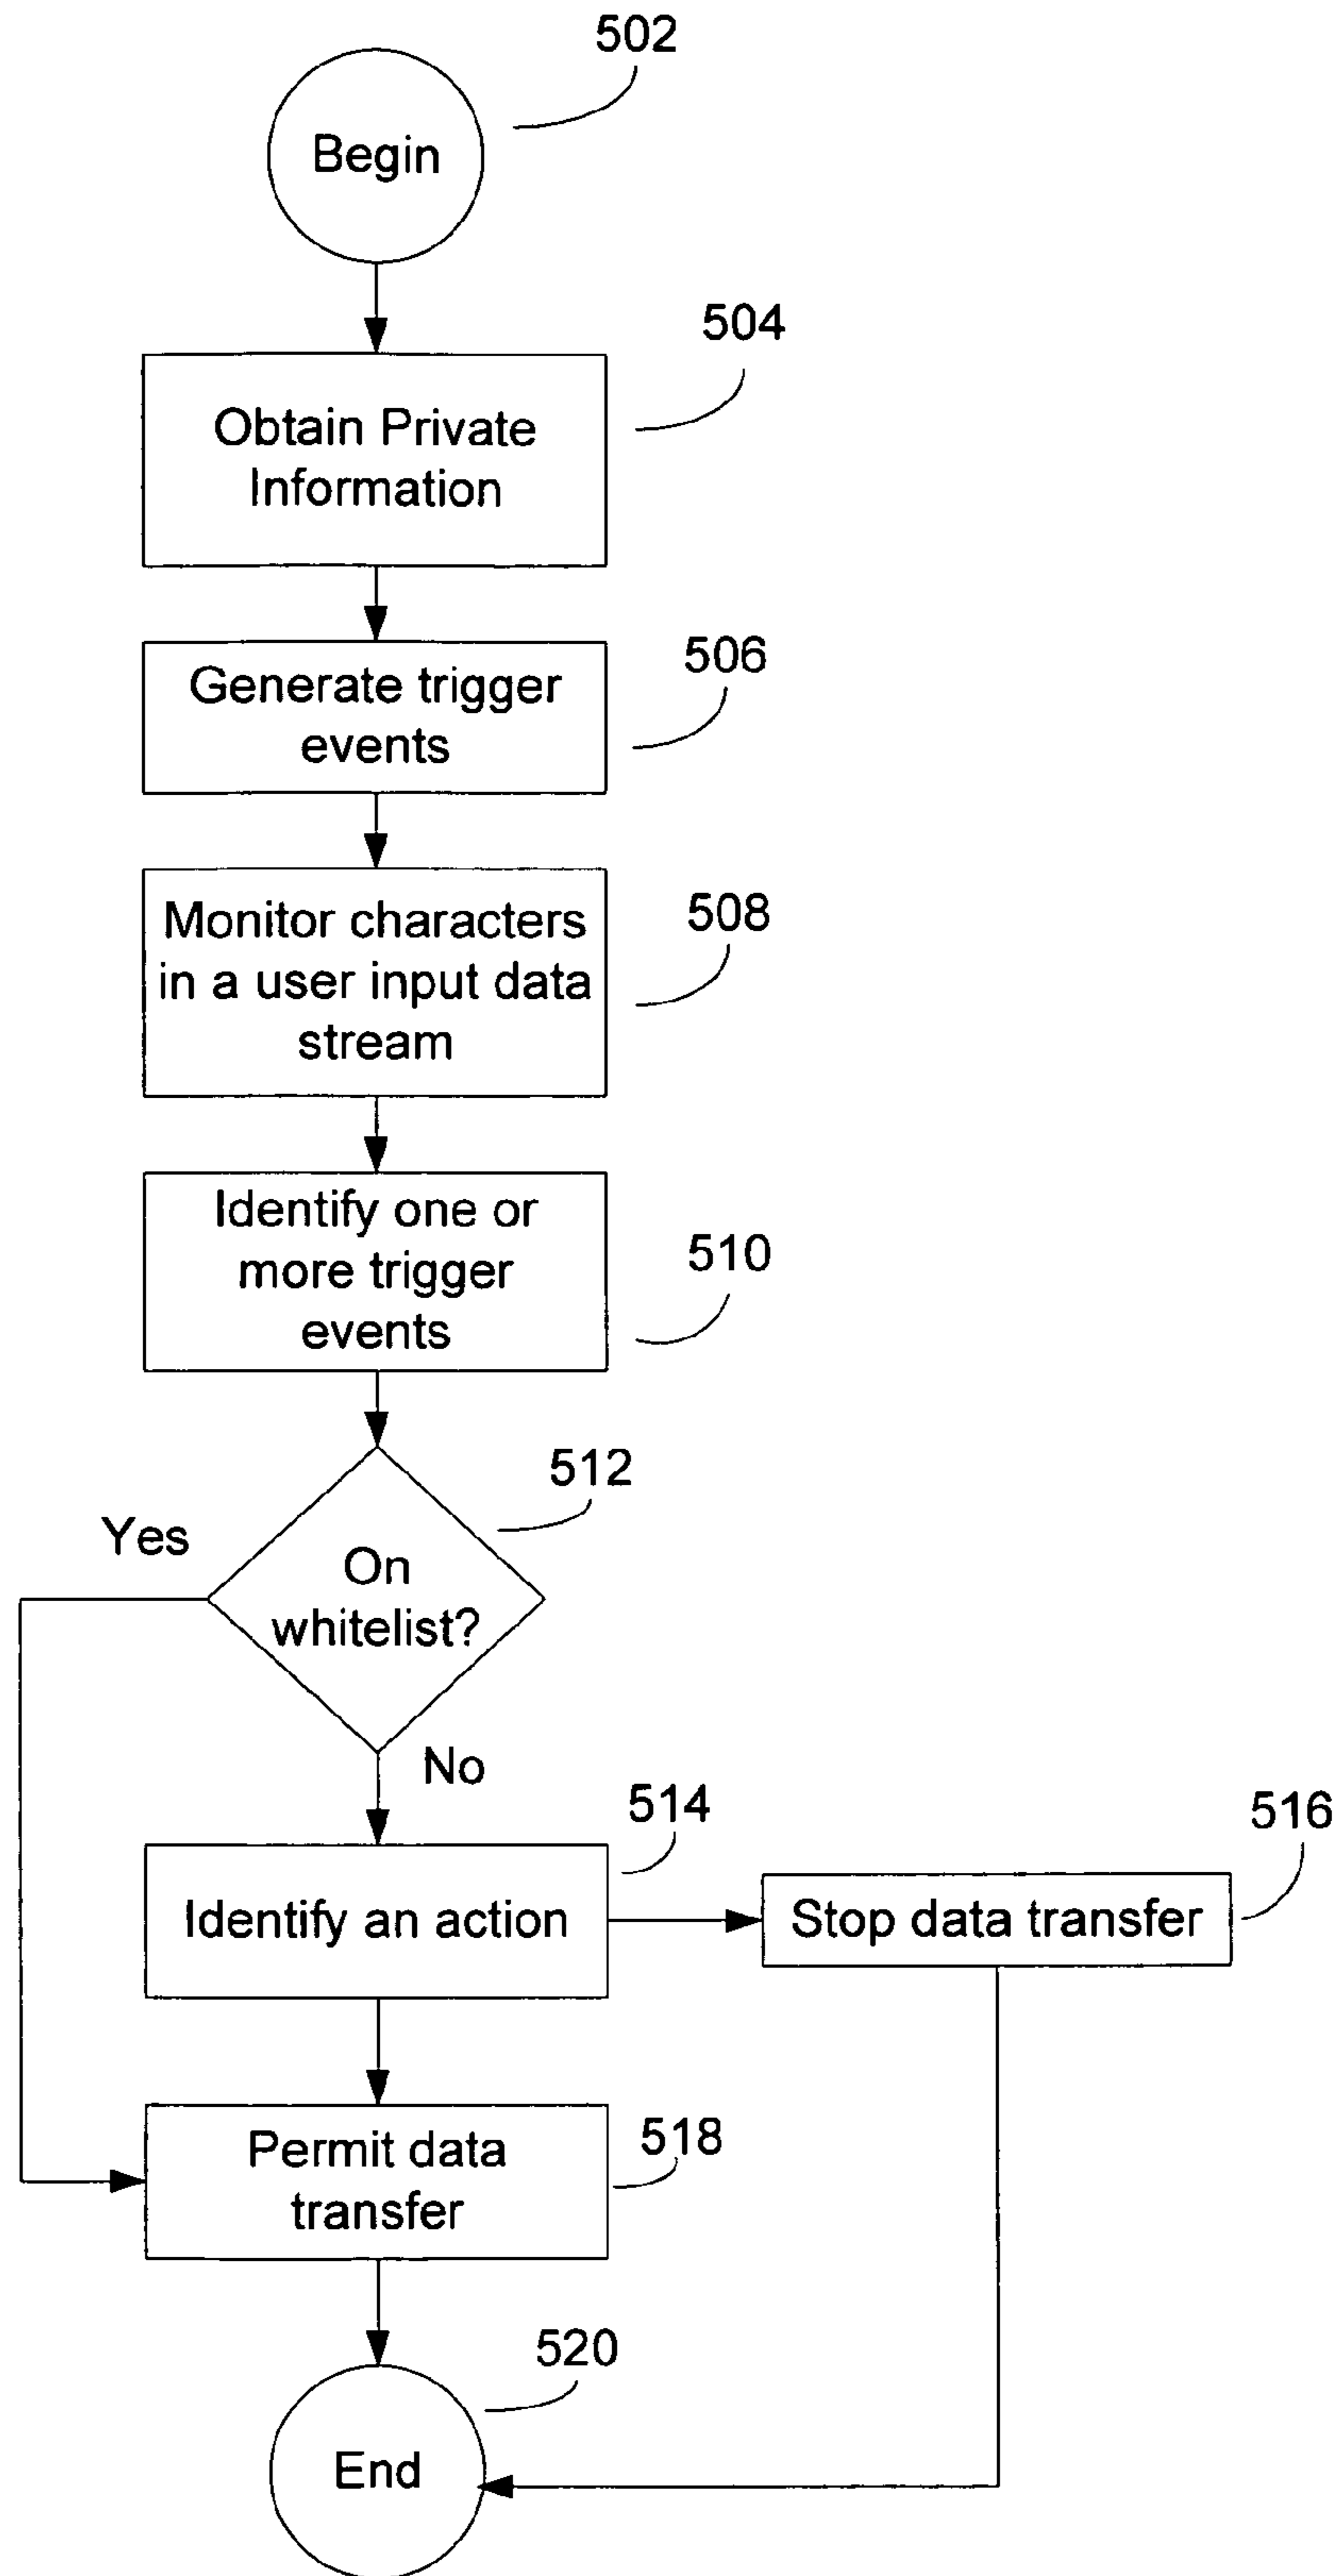 502
Begin
504
Obtain Private
Information
506
Generate trigger
events
508
Monitor characters
in a user input data
stream
510
Identify one or
more trigger
events
512
Yes
On
whitelist?
No
514
516
Identify an action
Stop data transfer
518
Permit data
transfer
520
End